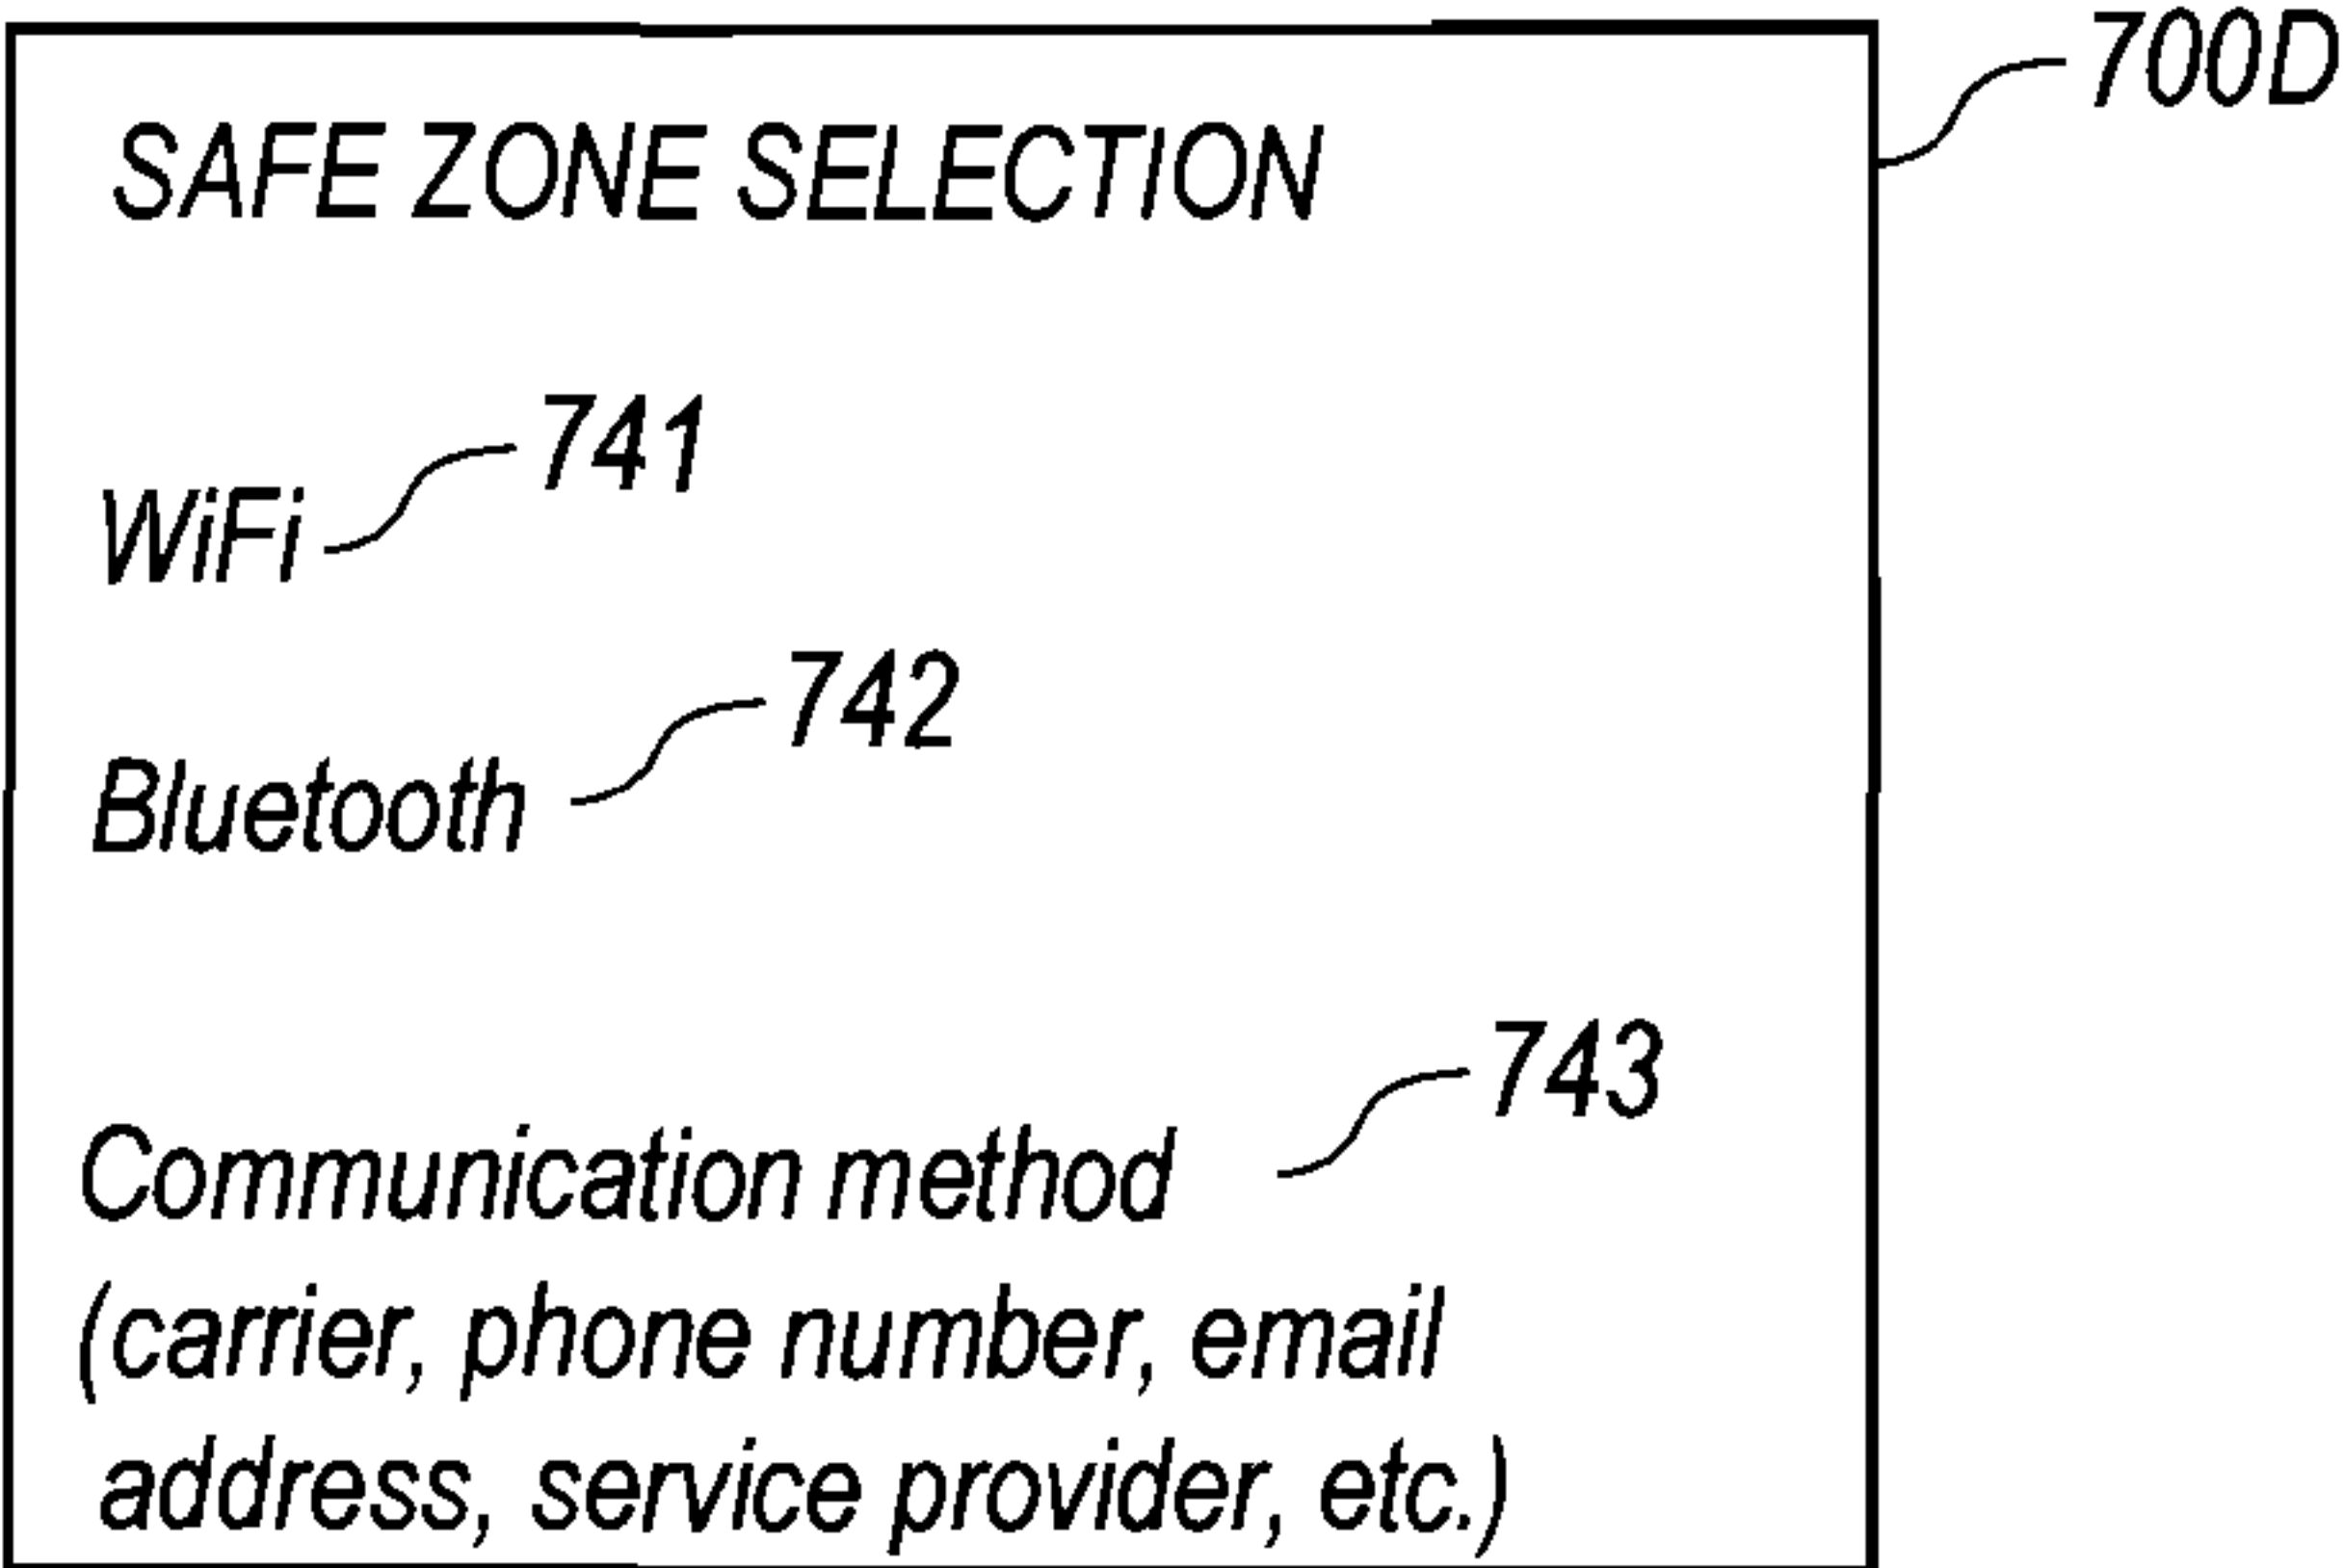 700D
SAFE ZONE SELECTION
741
WiFi
742
Bluetooth
743
Communication method
(carrier, phone number, email
address, service provider, etc.)